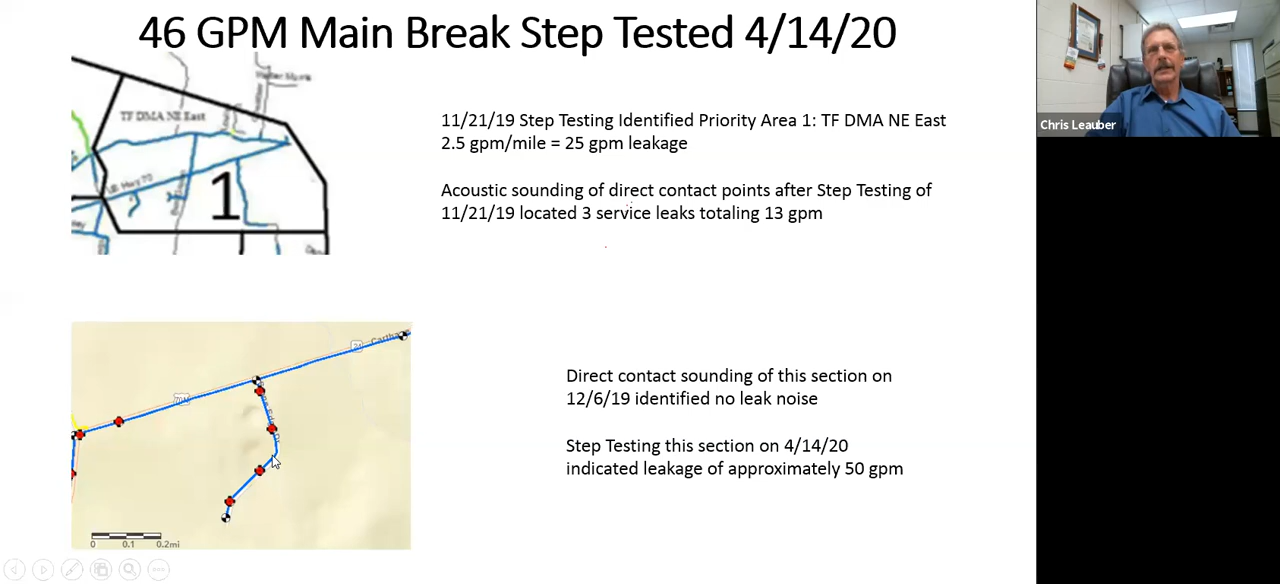 46 GPM Main Break Step Tested 4/14/20
TF DMA NE East
US Hwy 70
1
11/21/19 Step Testing Identified Priority Area 1: TF DMA NE East
2.5 gpm/mile = 25 gpm leakage
Acoustic sounding of direct contact points after Step Testing of
11/21/19 located 3 service leaks totaling 13 gpm
Chris Leauber
24
0 0.1 0.2mi
Direct contact sounding of this section on
12/6/19 identified no leak noise
Step Testing this section on 4/14/20
indicated leakage of approximately 50 gpm